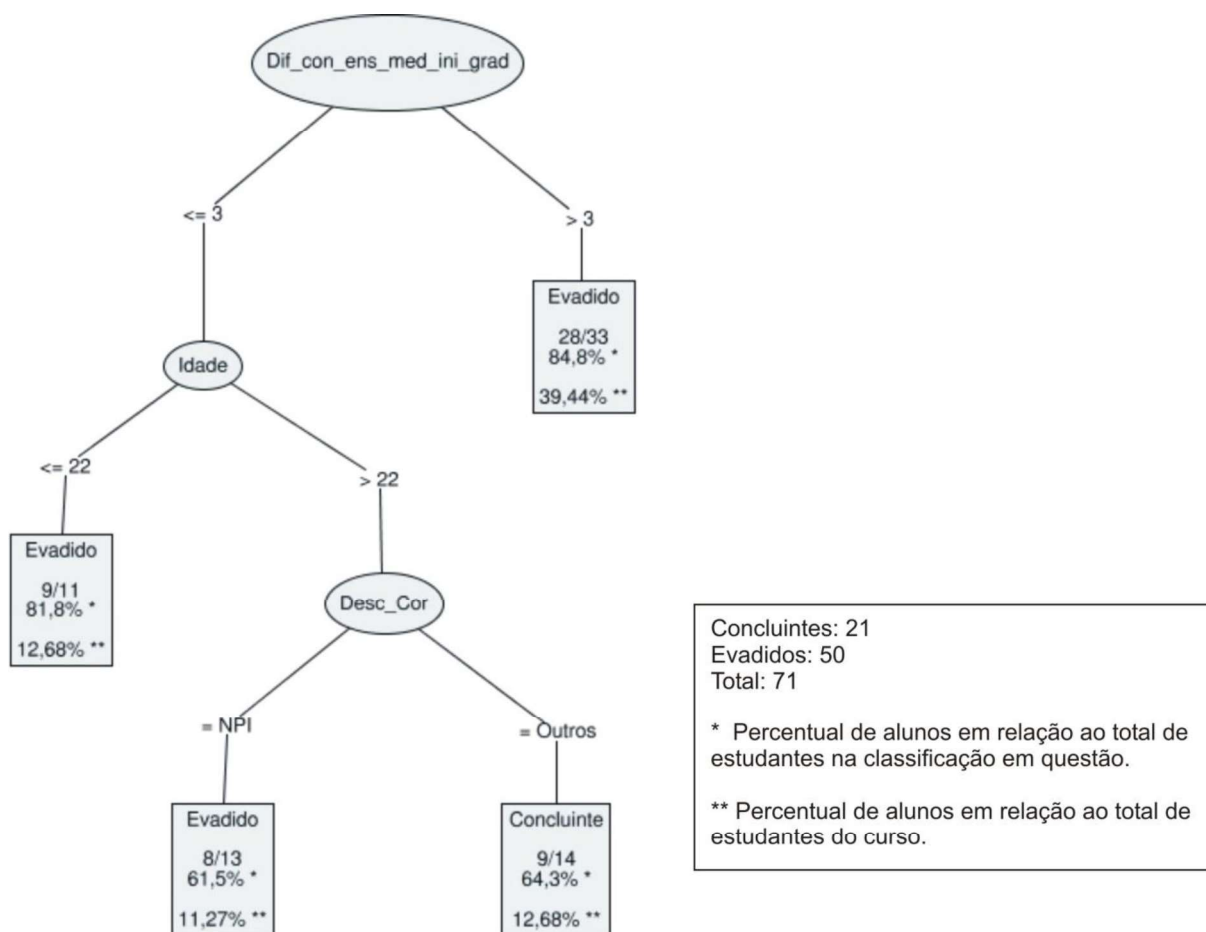 Dif_con_ens_med_ini_grad
<= 3
> 3
Evadido
28/33
84,8% *
39,44% **
Idade
<= 22
> 22
Evadido
9/11
81,8% *
12,68% **
Desc_Cor
= NPI
= Outros
Evadido
8/13
61,5% *
11,27% **
Concluinte
9/14
64,3% *
12,68% **
Concluintes: 21
Evadidos: 50
Total: 71
* Percentual de alunos em relação ao total de
estudantes na classificação em questão.
** Percentual de alunos em relação ao total de
estudantes do curso.